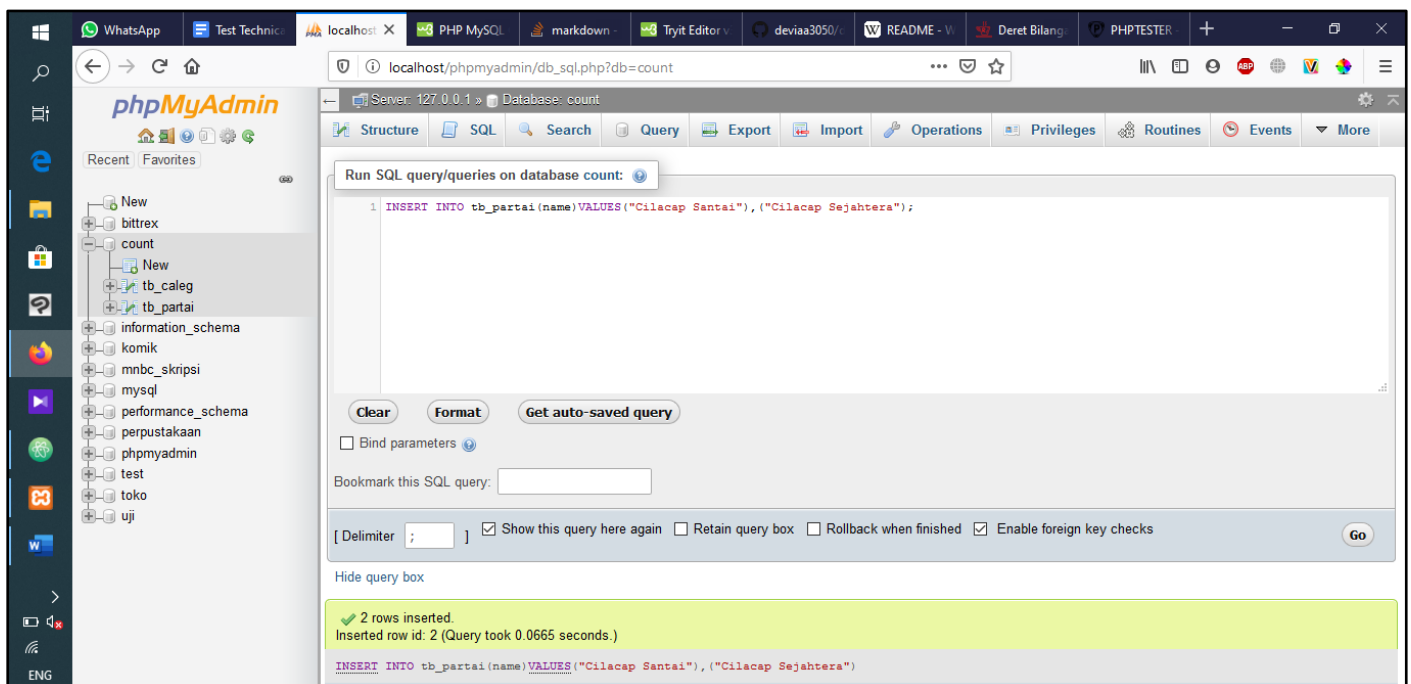 WhatsApp
Test Technica
localhost
PHP MySQL
markdown -
Tryit Editor v
deviaa3050/c
README - W
Deret Bilanga
PHPTESTER -
localhost/phpmyadmin/db_sql.php?db=count
ABP
phpMyAdmin
Recent Favorites
New
bittrex
count
New
tb_caleg
tb_partai
information_schema
komik
mnbc_skripsi
mysql
performance_schema
perpustakaan
phpmyadmin
test
toko
uji
Server: 127.0.0.1 » Database: count
Structure SQL Search Query Export Import Operations Privileges Routines Events More
Run SQL query/queries on database count:
1 INSERT INTO tb_partai(name)VALUES("Cilacap Santai"),("Cilacap Sejahtera");
Clear Format Get auto-saved query
Bind parameters
Bookmark this SQL query:
[ Delimiter ; ] Show this query here again Retain query box Rollback when finished Enable foreign key checks Go
Hide query box
2 rows inserted.
Inserted row id: 2 (Query took 0.0665 seconds.)
INSERT INTO tb_partai(name)VALUES("Cilacap Santai"),("Cilacap Sejahtera")
ENG